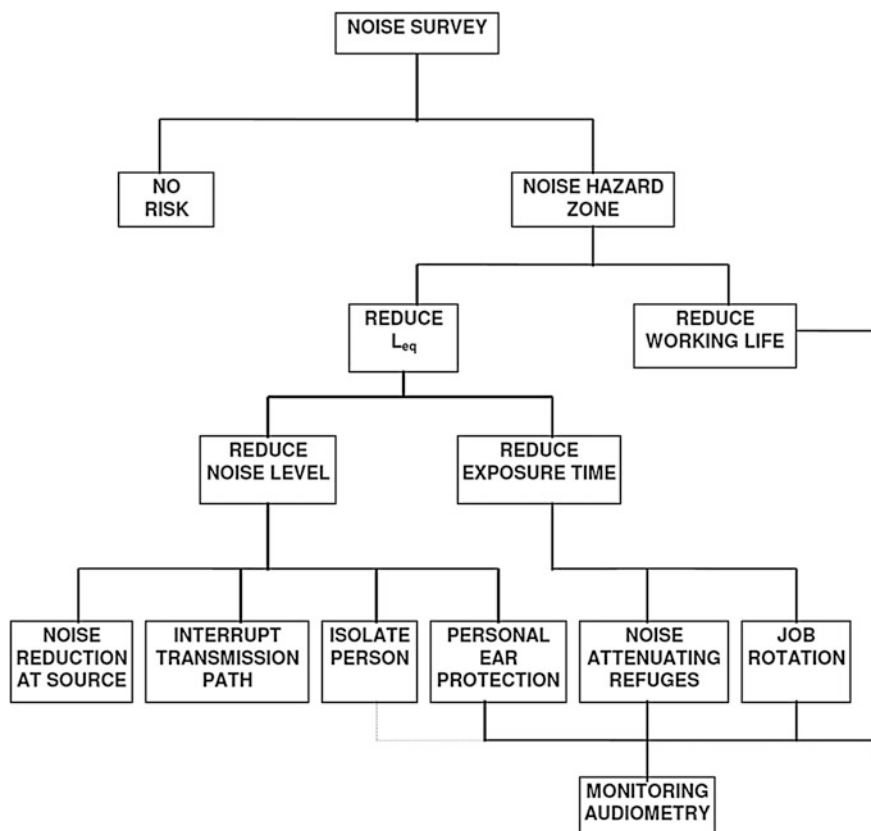 NOISE SURVEY
NO
RISK
NOISE HAZARD
ZONE
REDUCE
Leq
REDUCE
WORKING LIFE
REDUCE
NOISE LEVEL
REDUCE
EXPOSURE TIME
NOISE
REDUCTION
AT SOURCE
INTERRUPT
TRANSMISSION
PATH
ISOLATE
PERSON
PERSONAL
EAR
PROTECTION
NOISE
ATTENUATING
REFUGES
JOB
ROTATION
MONITORING
AUDIOMETRY